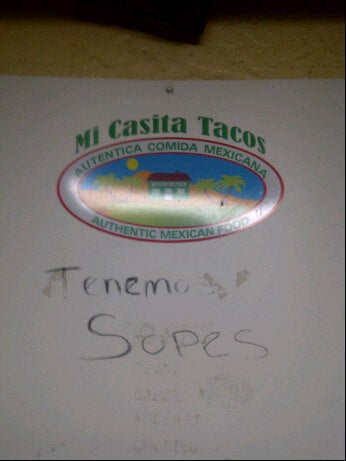 Mi Casita Tacos
AUTENTICA COMIDA MEXICANA
AUTHENTIC MEXICAN FOOD
Tenemos
Sopes